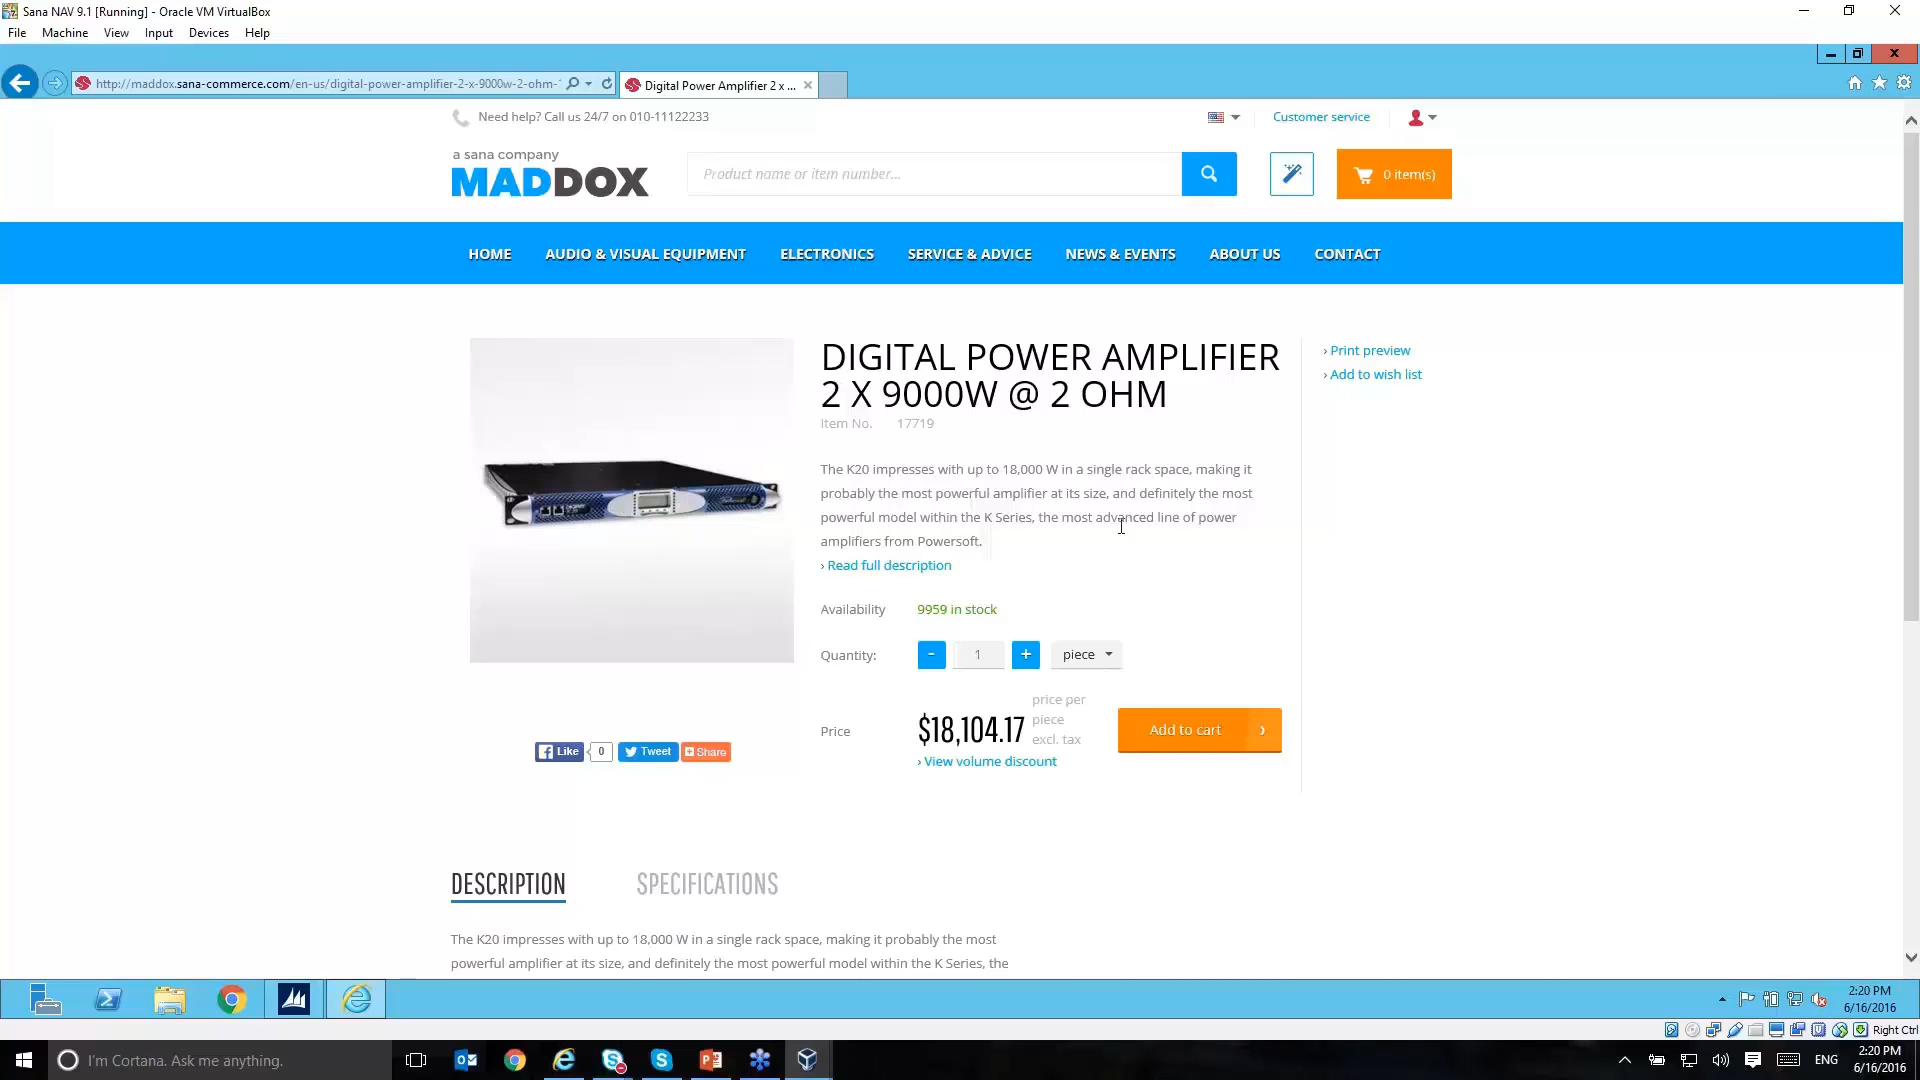 Sana NAV 9.1 [Running] - Oracle VM VirtualBox
File Machine View Input Devices Help
http://maddox.sana-commerce.com/en-us/digital-power-amplifier-2-x-9000w-2-ohm-
Digital Power Amplifier 2 x ...
Need help? Call us 24/7 on 010-11122233
Customer service
a sana company
MADDOX
Product name or item number...
0 item(s)
HOME AUDIO & VISUAL EQUIPMENT ELECTRONICS SERVICE & ADVICE NEWS & EVENTS ABOUT US CONTACT
DIGITAL POWER AMPLIFIER
2 X 9000W @ 2 OHM
Item No. 17719
› Print preview
› Add to wish list
The K20 impresses with up to 18,000 W in a single rack space, making it
probably the most powerful amplifier at its size, and definitely the most
powerful model within the K Series, the most advanced line of power
amplifiers from Powersoft.
› Read full description
Availability 9959 in stock
Quantity: - 1 + piece
Price $18,104.17 price per
piece
excl. tax
Add to cart ›
› View volume discount
Like 0 Tweet Share
DESCRIPTION SPECIFICATIONS
The K20 impresses with up to 18,000 W in a single rack space, making it probably the most
powerful amplifier at its size, and definitely the most powerful model within the K Series, the
2:20 PM
6/16/2016
Right Ctrl
I'm Cortana. Ask me anything.
ENG
2:20 PM
6/16/2016